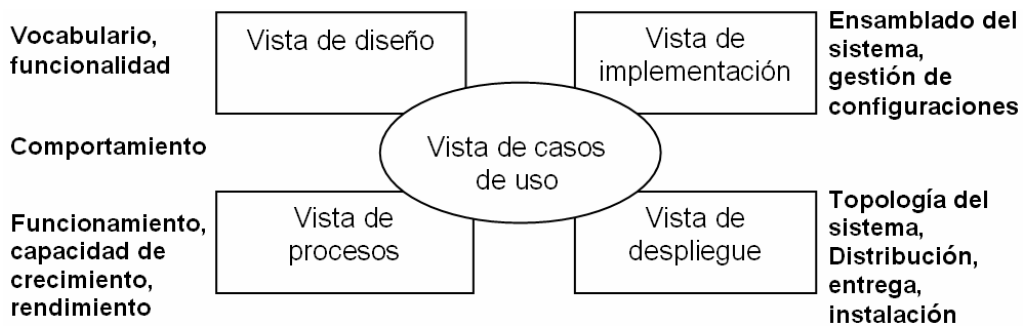 Vocabulario,
funcionalidad
Vista de diseño
Vista de
implementación
Ensamblado del
sistema,
gestión de
configuraciones
Comportamiento
Vista de casos
de uso
Funcionamiento,
capacidad de
crecimiento,
rendimiento
Vista de
procesos
Vista de
despliegue
Topología del
sistema,
Distribución,
entrega,
instalación